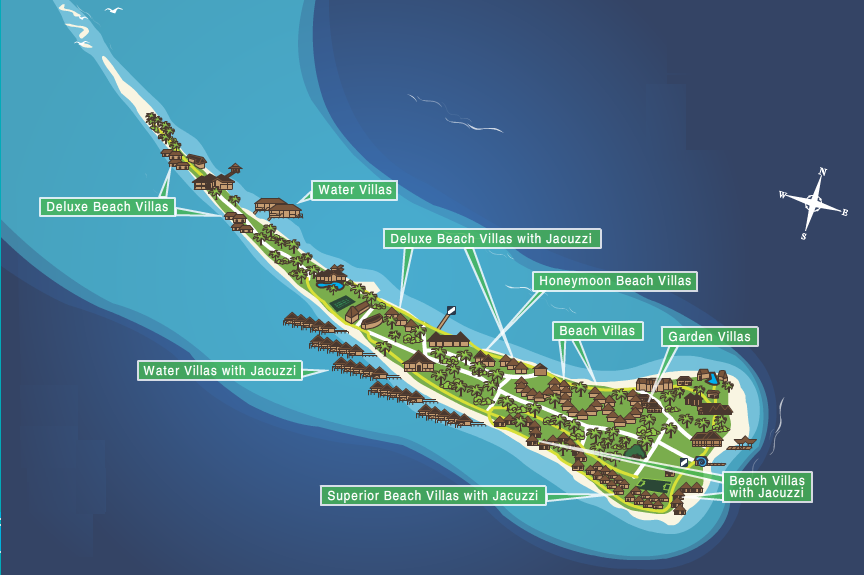 N
W
E
S
Water Villas
Deluxe Beach Villas
Deluxe Beach Villas with Jacuzzi
Honeymoon Beach Villas
Beach Villas
Garden Villas
Water Villas with Jacuzzi
Beach Villas
with Jacuzzi
Superior Beach Villas with Jacuzzi